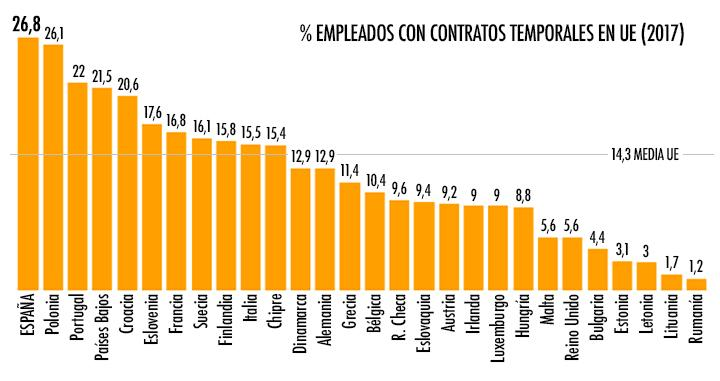 % EMPLEADOS CON CONTRATOS TEMPORALES EN UE (2017)
26,8
26,1
22
21,5
20,6
17,6
16,8
16,1
15,8
15,5
15,4
12,9
12,9
11,4
10,4
9,6
9,4
9,2
9
9
8,8
5,6
5,6
4,4
3,1
3
1,7
1,2
14,3 MEDIA UE
ESPAÑA
Polonia
Portugal
Países Bajos
Croacia
Eslovenia
Francia
Suecia
Finlandia
Italia
Chipre
Dinamarca
Alemania
Grecia
Bélgica
R. Checa
Eslovaquia
Austria
Irlanda
Luxemburgo
Hungría
Malta
Reino Unido
Bulgaria
Estonia
Letonia
Lituania
Rumanía